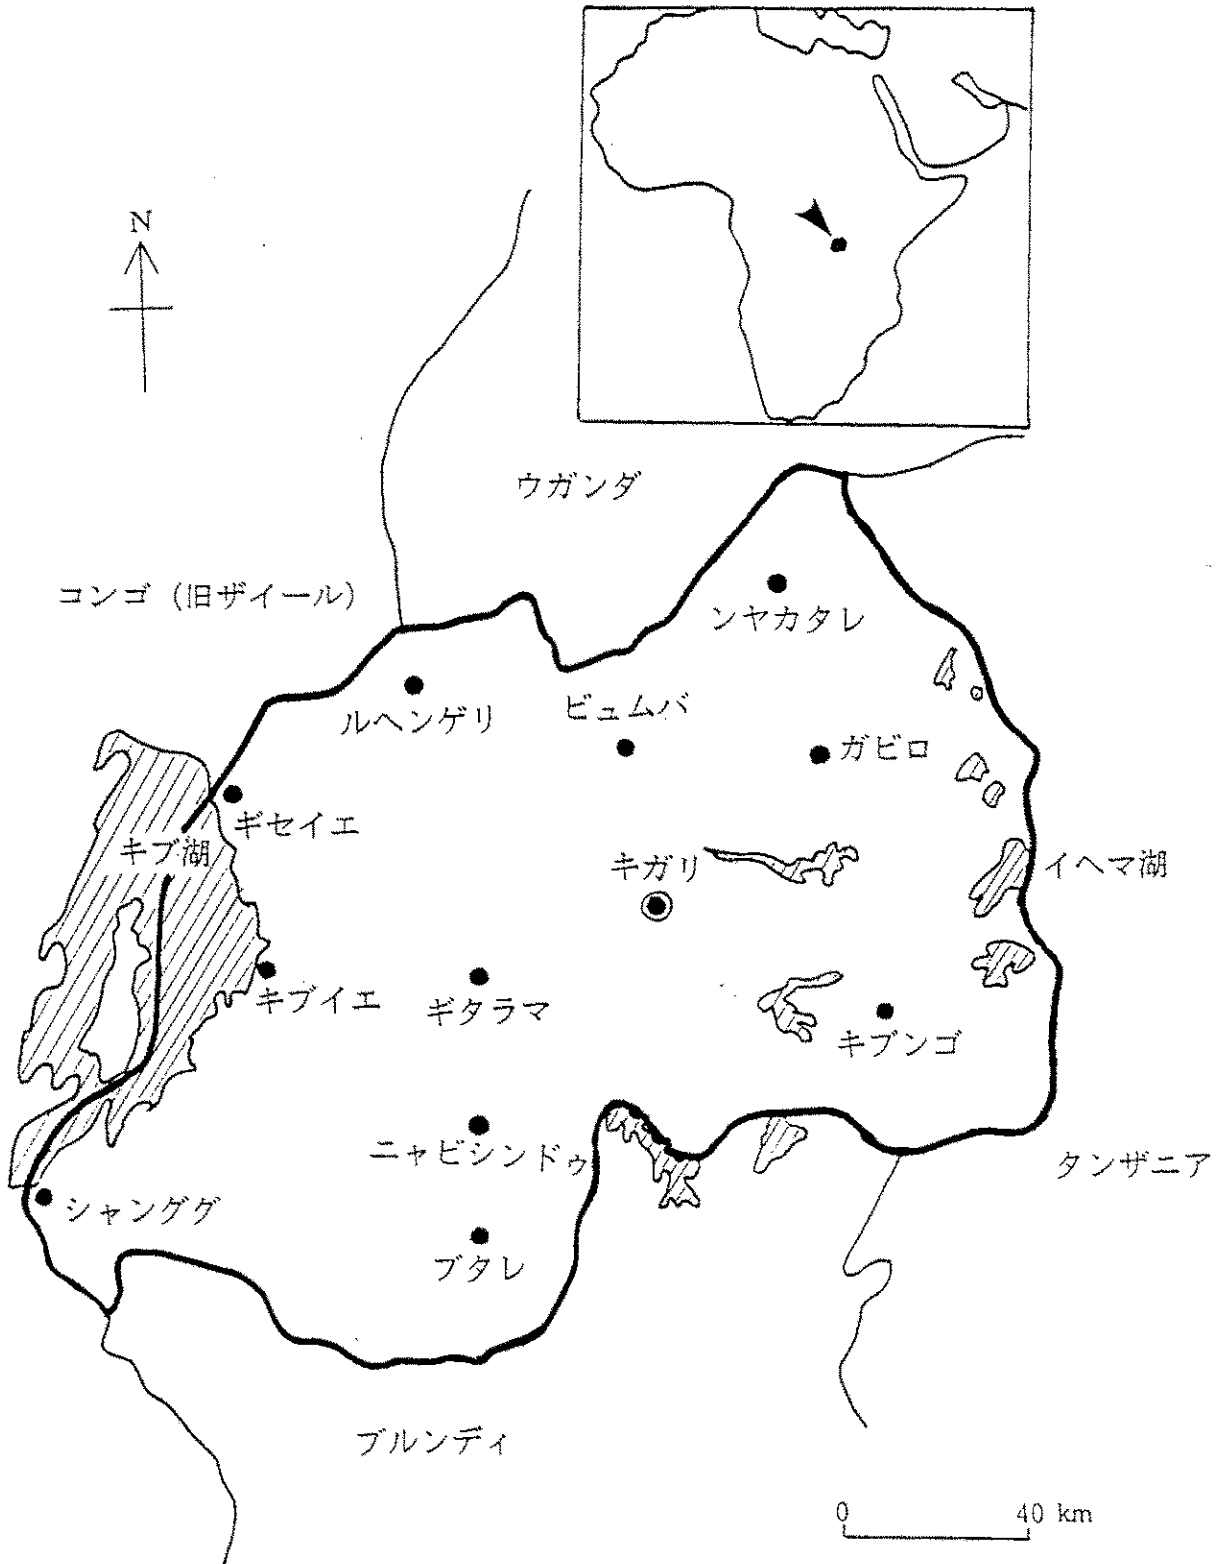 N
ウガンダ
コンゴ（旧ザイール）
ンヤカタレ
ルヘンゲリ
ビュムバ
ガビロ
ギセイエ
キブ湖
キガリ
イヘマ湖
キブイエ
ギタラマ
キブンゴ
ニャビシンドゥ
タンザニア
シャングダ
ブタレ
ブルンディ
0 40 km